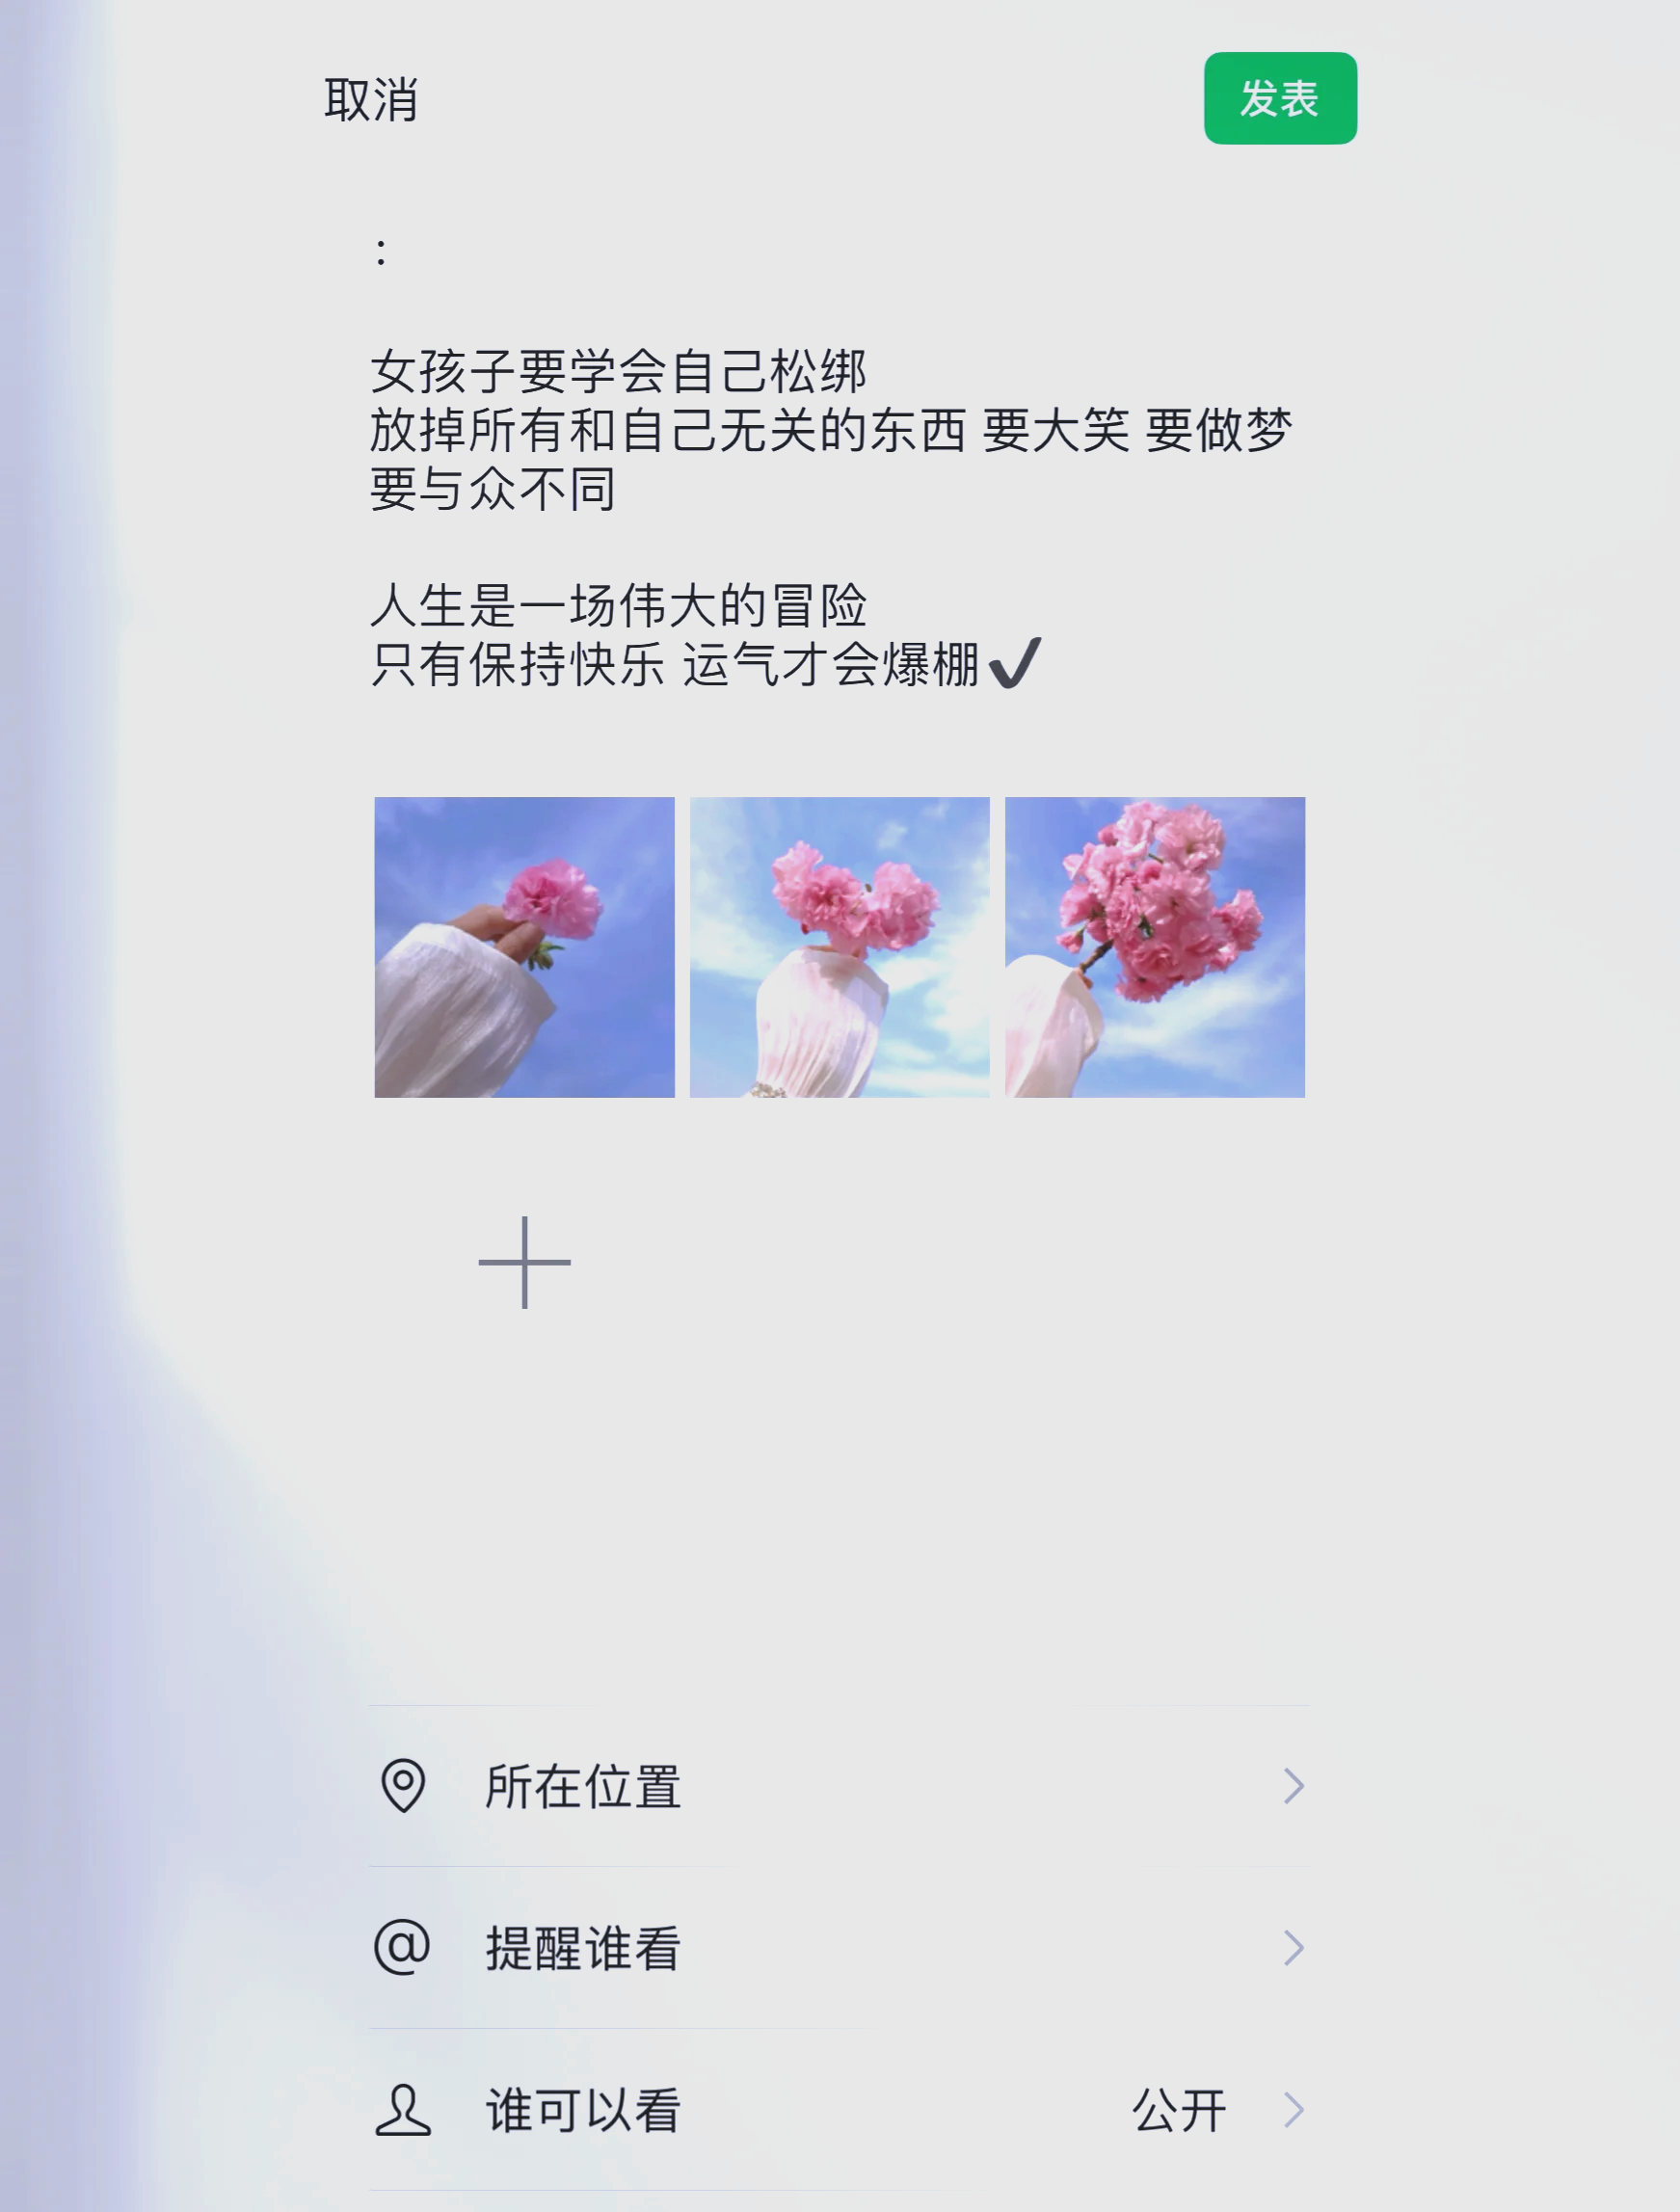 取消
发表
:
女孩子要学会自己松绑
放掉所有和自己无关的东西 要大笑 要做梦
要与众不同
人生是一场伟大的冒险
只有保持快乐 运气才会爆棚✔
所在位置
@ 提醒谁看
谁可以看 公开